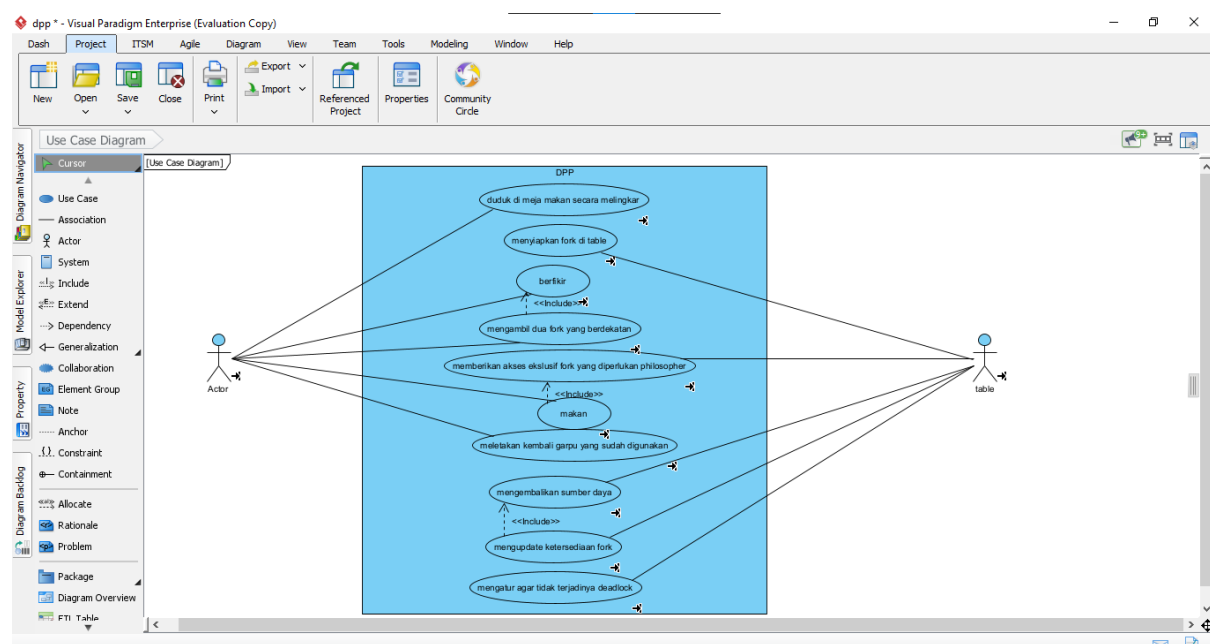 dpp * - Visual Paradigm Enterprise (Evaluation Copy)
Dash Project ITSM Agile Diagram View Team Tools Modeling Window Help
New Open Save Close Print Export Import Referenced Project Properties Community Circle
Use Case Diagram
Diagram Navigator
Model Explorer
Property
Diagram Backlog
Cursor
Use Case
Association
Actor
System
Include
Extend
Dependency
Generalization
Collaboration
Element Group
Note
Anchor
Constraint
Containment
Allocate
Rationale
Problem
Package
Diagram Overview
ETL Table
[Use Case Diagram]
DPP
duduk di meja makan secara melingkar
menyiapkan fork di table
berfikir
<<Include>>
mengambil dua fork yang berdekatan
memberikan akses ekslusif fork yang diperlukan philosopher
<<Include>>
makan
meletakan kembali garpu yang sudah digunakan
mengembalikan sumber daya
<<Include>>
mengupdate ketersediaan fork
mengatur agar tidak terjadinya deadlock
Actor
table